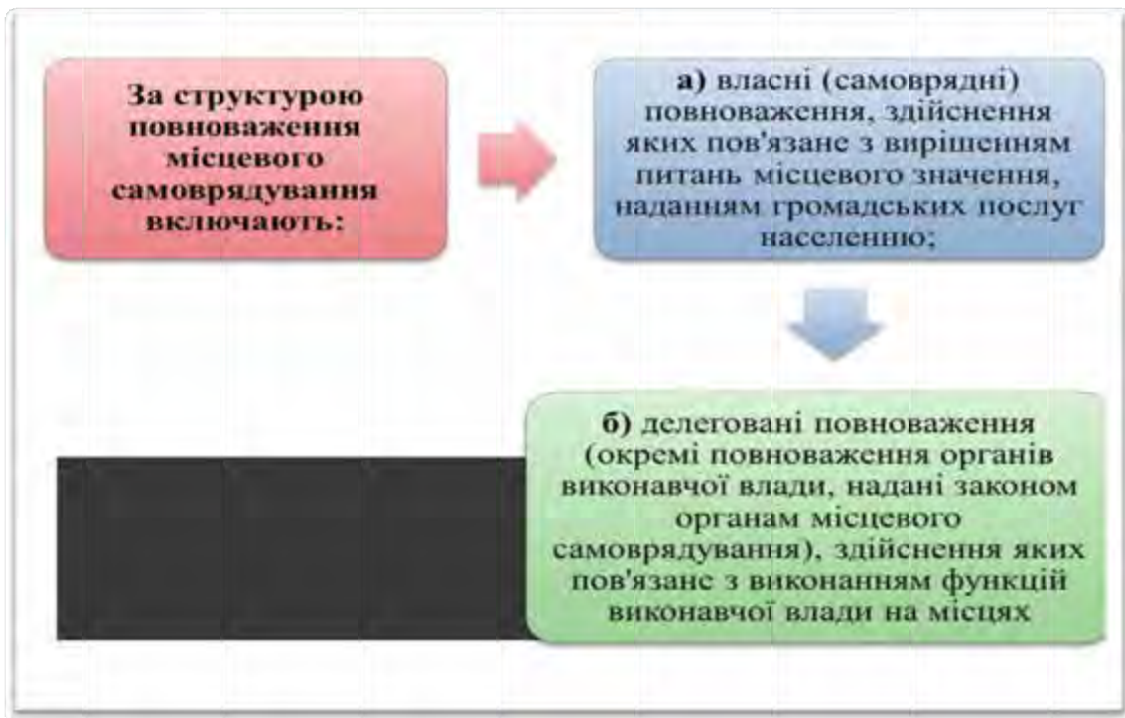 За структурою
повноваження
місцевого
самоврядування
включають:
а) власні (самоврядні)
повноваження, здійснення
яких пов'язане з вирішенням
питань місцевого значення,
наданням громадських послуг
населенню;
б) делеговані повноваження
(окремі повноваження органів
виконавчої влади, надані законом
органам місцевого
самоврядування), здійснення яких
пов'язане з виконанням функцій
виконавчої влади на місцях